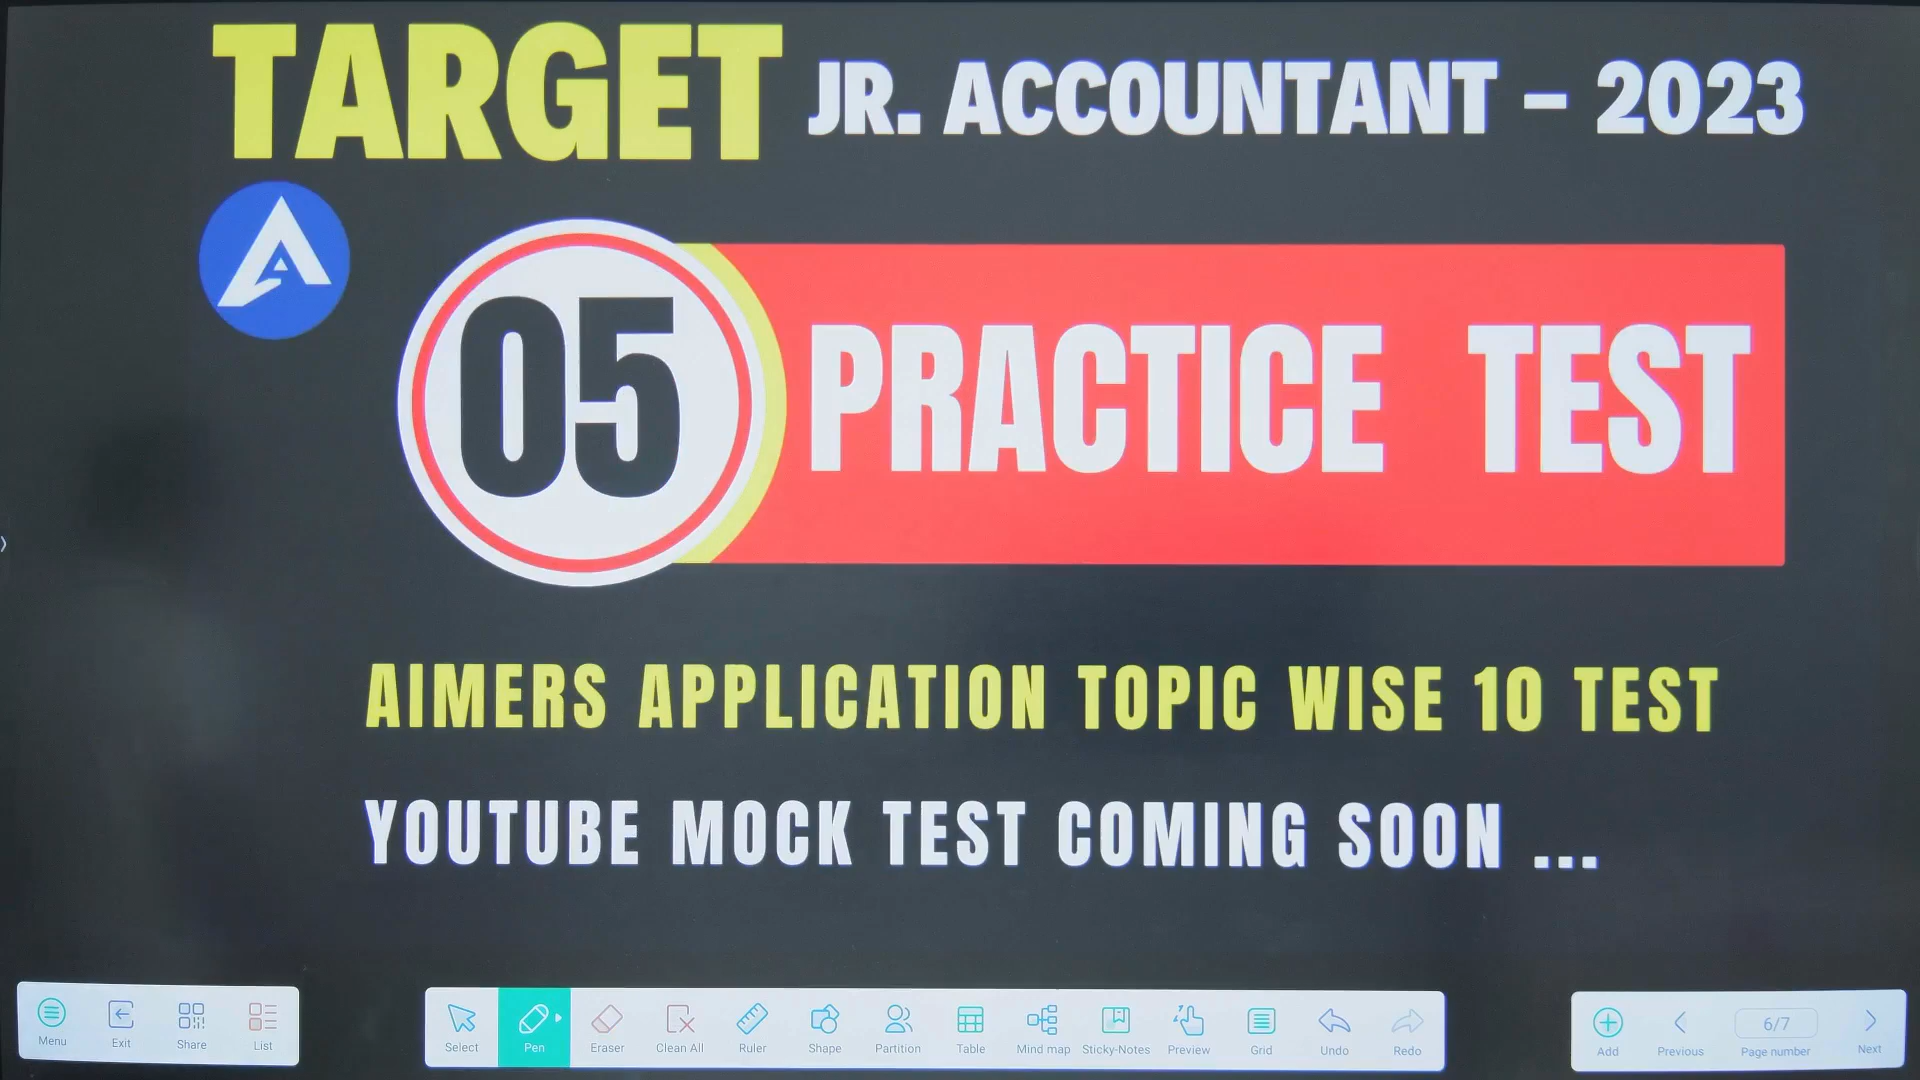 TARGET JR. ACCOUNTANT – 2023
05 PRACTICE TEST
AIMERS APPLICATION TOPIC WISE 10 TEST
YOUTUBE MOCK TEST COMING SOON ...
Menu Exit Share List Select Pen Eraser Clean All Ruler Shape Partition Table Mind map Sticky-Notes Preview Grid Undo Redo Add Previous 6/7 Page number Next